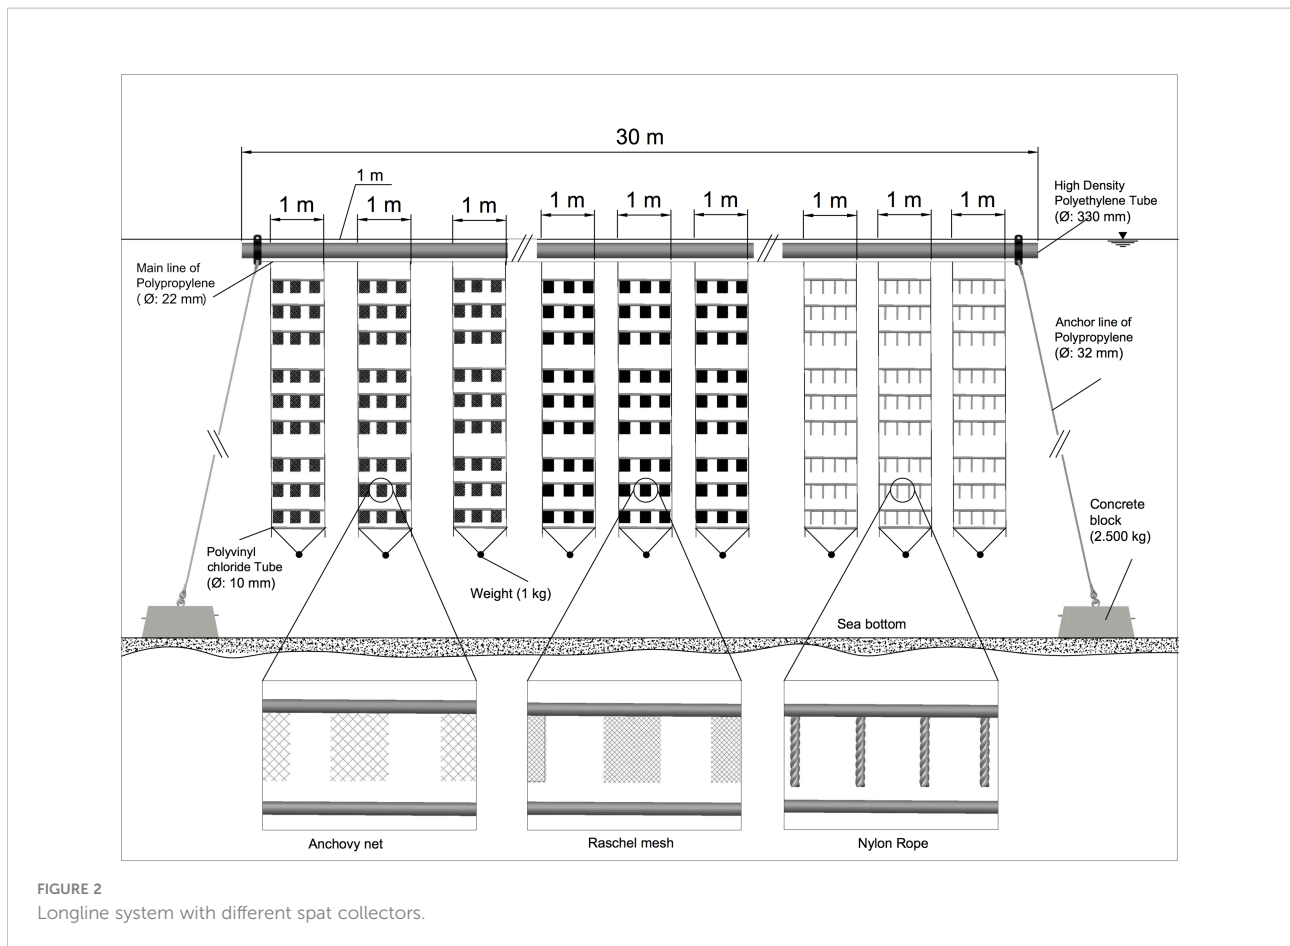 30 m
1 m
1 m
1 m
1 m
1 m
1 m
1 m
1 m
1 m
1 m
High Density
Polyethylene Tube
(Ø: 330 mm)
Main line of
Polypropylene
( Ø: 22 mm)
Anchor line of
Polypropylene
(Ø: 32 mm)
Concrete
block
(2.500 kg)
Polyvinyl
chloride Tube
(Ø: 10 mm)
Weight (1 kg)
Sea bottom
Anchovy net
Raschel mesh
Nylon Rope
FIGURE 2
Longline system with different spat collectors.